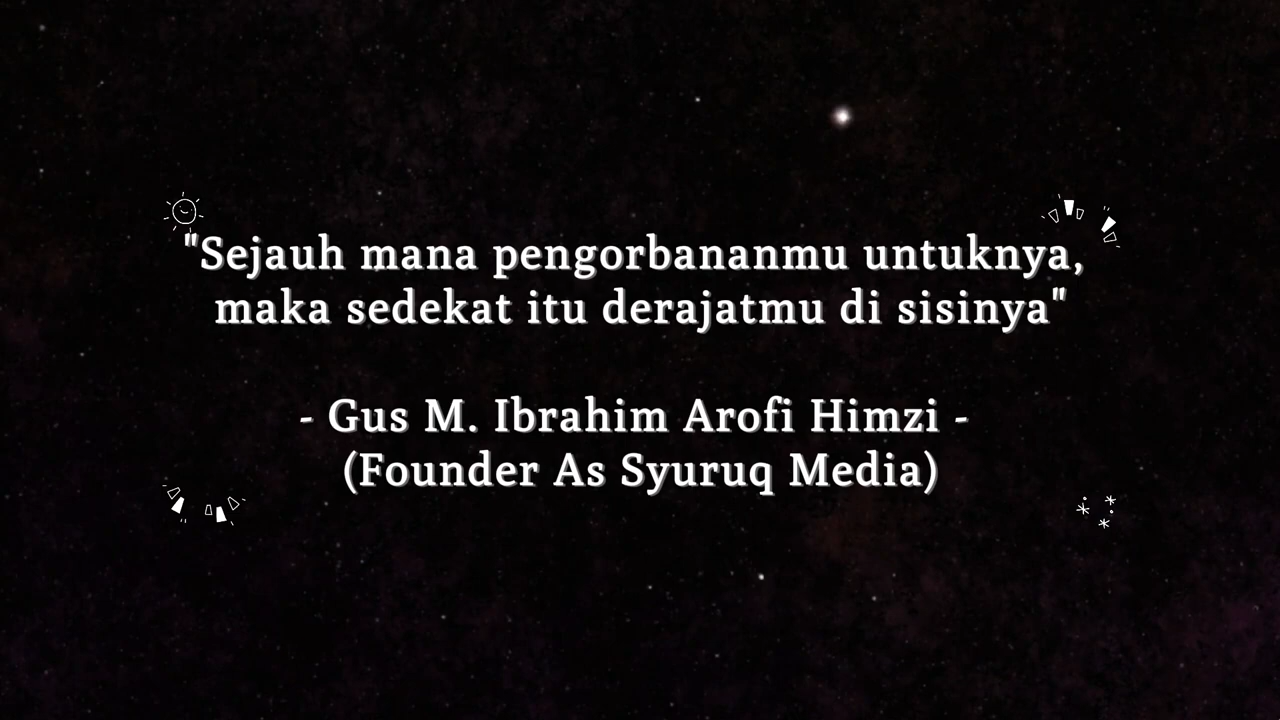 "Sejauh mana pengorbananmu untuknya,
maka sedekat itu derajatmu di sisinya"
- Gus M. Ibrahim Arofi Himzi -
(Founder As Syuruq Media)